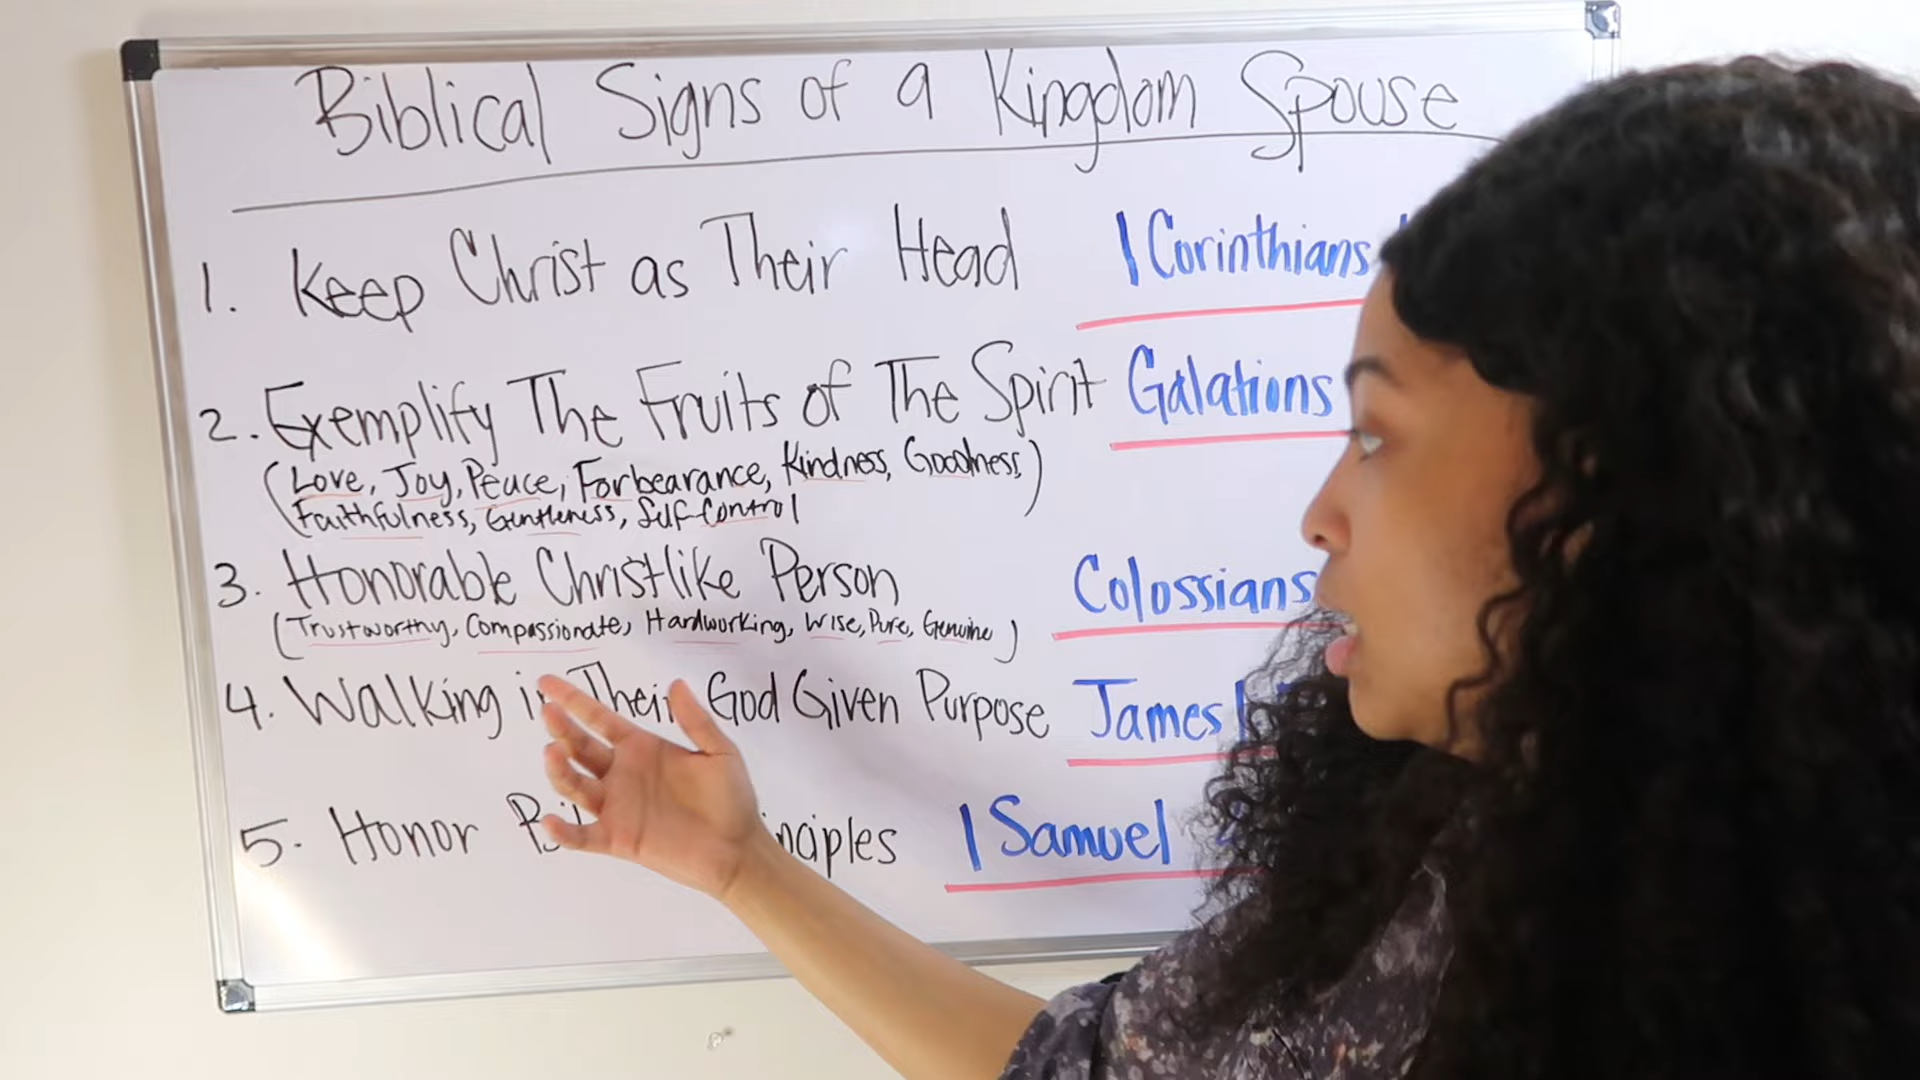 Biblical Signs of a Kingdom Spouse
1. Keep Christ as Their Head 1 Corinthians
2. Exemplify The Fruits of The Spirit Galations
(Love, Joy, Peace, Forbearance, Kindness, Goodness,
Faithfulness, Gentleness, Self-Control)
3. Honorable Christlike Person Colossians
(Trustworthy, Compassionate, Hardworking, Wise, Pure, Genuine)
4. Walking in Their God Given Purpose James
5. Honor 1 Samuel